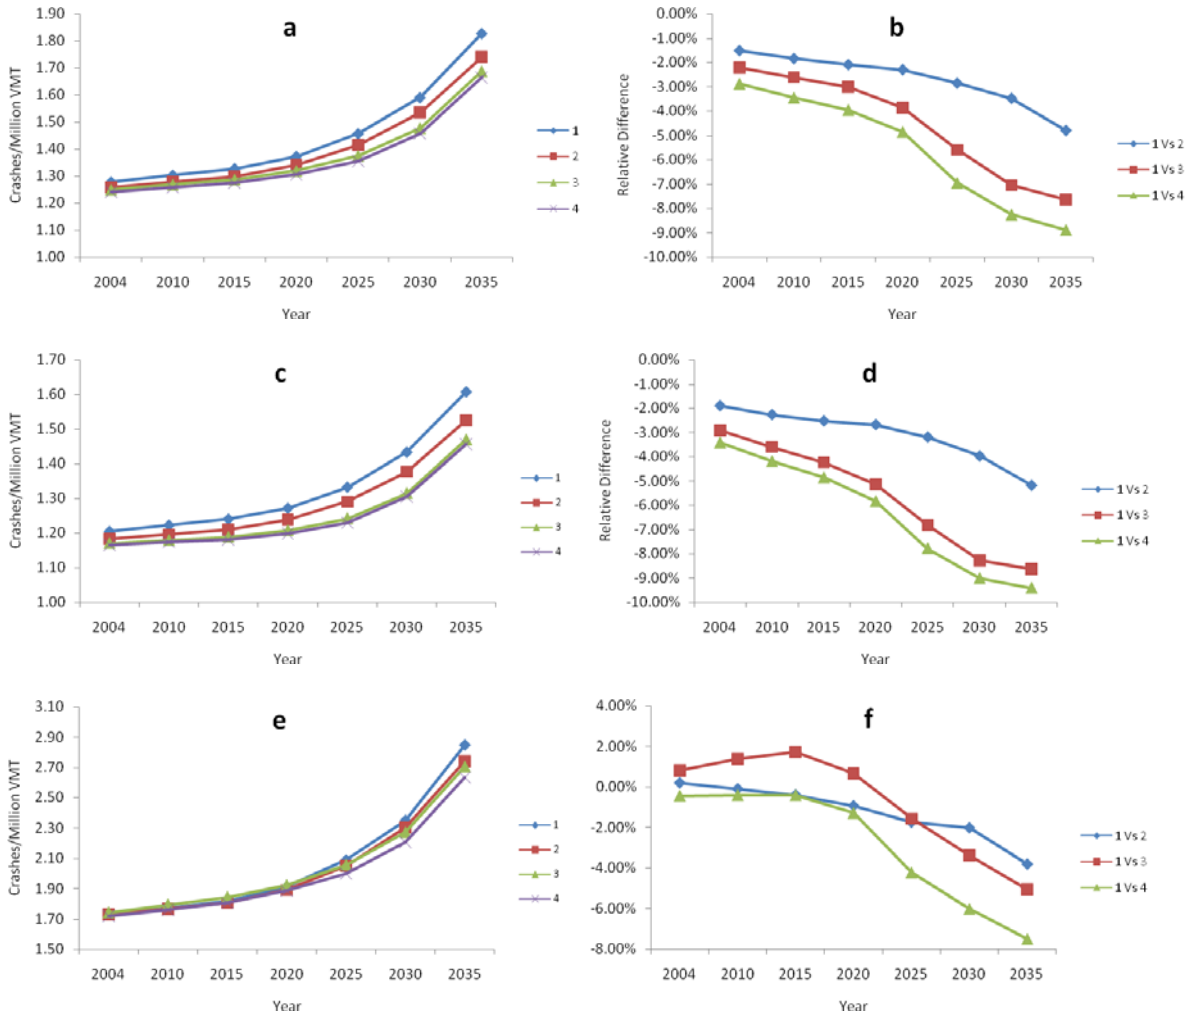 a
Crashes/Million VMT
1.90
1.80
1.70
1.60
1.50
1.40
1.30
1.20
1.10
1.00
2004 2010 2015 2020 2025 2030 2035
Year
1
2
3
4
b
Relative Difference
0.00%
-1.00%
-2.00%
-3.00%
-4.00%
-5.00%
-6.00%
-7.00%
-8.00%
-9.00%
-10.00%
2004 2010 2015 2020 2025 2030 2035
Year
1 Vs 2
1 Vs 3
1 Vs 4
c
Crashes/Million VMT
1.70
1.60
1.50
1.40
1.30
1.20
1.10
1.00
2004 2010 2015 2020 2025 2030 2035
Year
1
2
3
4
d
Relative Difference
0.00%
-1.00%
-2.00%
-3.00%
-4.00%
-5.00%
-6.00%
-7.00%
-8.00%
-9.00%
-10.00%
2004 2010 2015 2020 2025 2030 2035
Year
1 Vs 2
1 Vs 3
1 Vs 4
e
Crashes/Million VMT
3.10
2.90
2.70
2.50
2.30
2.10
1.90
1.70
1.50
2004 2010 2015 2020 2025 2030 2035
Year
1
2
3
4
f
4.00%
2.00%
0.00%
-2.00%
-4.00%
-6.00%
-8.00%
2004 2010 2015 2020 2025 2030 2035
Year
1 Vs 2
1 Vs 3
1 Vs 4